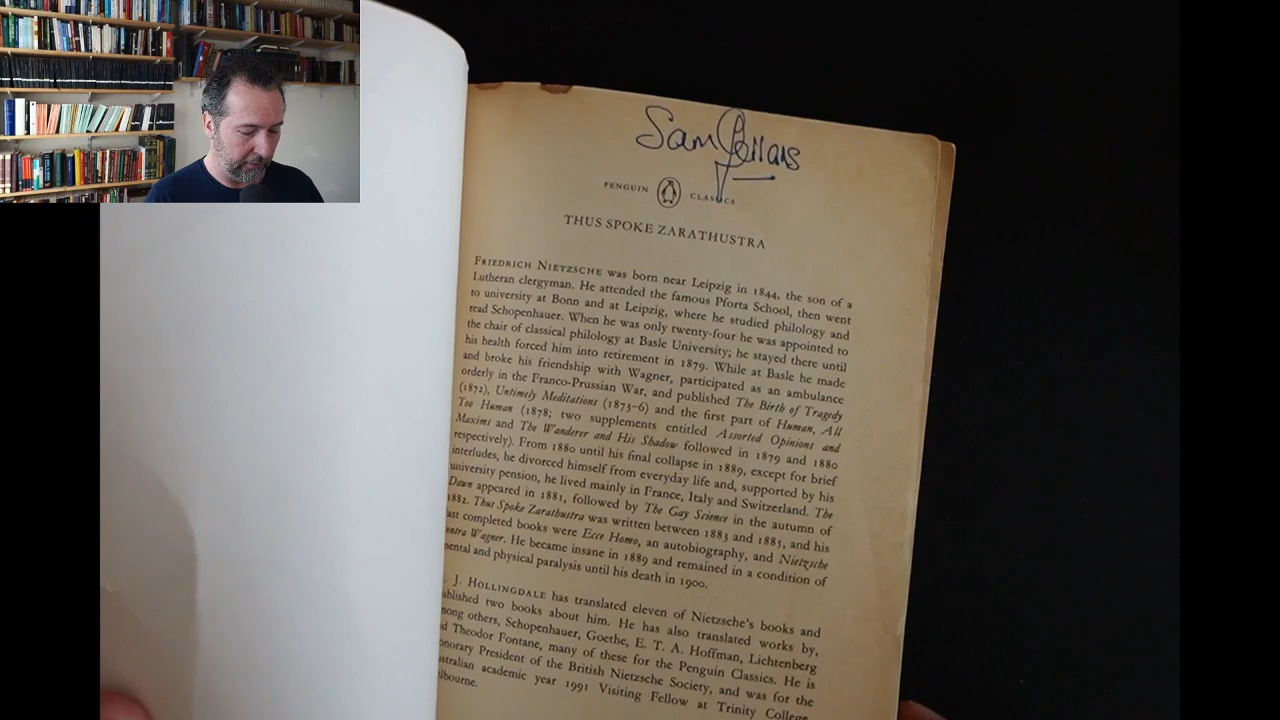 PENGUIN CLASSICS
THUS SPOKE ZARATHUSTRA
FRIEDRICH NIETZSCHE was born near Leipzig in 1844, the son of a
Lutheran clergyman. He attended the famous Pforta School, then went
to university at Bonn and at Leipzig, where he studied philology and
read Schopenhauer. When he was only twenty-four he was appointed to
the chair of classical philology at Basle University; he stayed there until
his health forced him into retirement in 1879. While at Basle he made
and broke his friendship with Wagner, participated as an ambulance
orderly in the Franco-Prussian War, and published The Birth of Tragedy
(1872), Untimely Meditations (1873–6) and the first part of Human, All
Too Human (1878; two supplements entitled Assorted Opinions and
Maxims and The Wanderer and His Shadow followed in 1879 and 1880
respectively). From 1880 until his final collapse in 1889, except for brief
interludes, he divorced himself from everyday life and, supported by his
university pension, he lived mainly in France, Italy and Switzerland. The
Dawn appeared in 1881, followed by The Gay Science in the autumn of
1882. Thus Spoke Zarathustra was written between 1883 and 1885, and his
ast completed books were Ecce Homo, an autobiography, and Nietzsche
ontra Wagner. He became insane in 1889 and remained in a condition of
mental and physical paralysis until his death in 1900.
. J. HOLLINGDALE has translated eleven of Nietzsche's books and
ublished two books about him. He has also translated works by,
mong others, Schopenhauer, Goethe, E. T. A. Hoffman, Lichtenberg
d Theodor Fontane, many of these for the Penguin Classics. He is
onorary President of the British Nietzsche Society, and was for the
ustralian academic year 1991 Visiting Fellow at Trinity College,
lbourne.